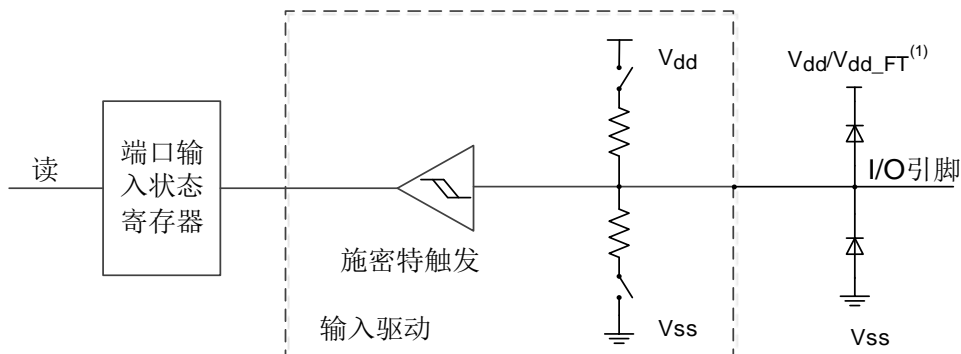 读
端口输
入状态
寄存器
施密特触发
输入驱动
Vdd
Vss
Vdd/Vdd_FT(1)
I/O引脚
Vss